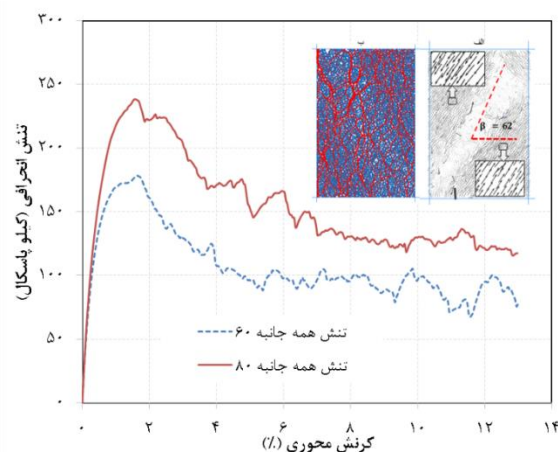 ۳۰۰
۲۵۰
۲۰۰
۱۵۰
۱۰۰
۵۰
۰
تنش انحرافی (کیلو پاسکال)
ب
الف
β = 62
تنش همه جانبه ۶۰
تنش همه جانبه ۸۰
۰ ۲ ۴ ۶ ۸ ۱۰ ۱۲ ۱۴
کرنش محوری (٪)